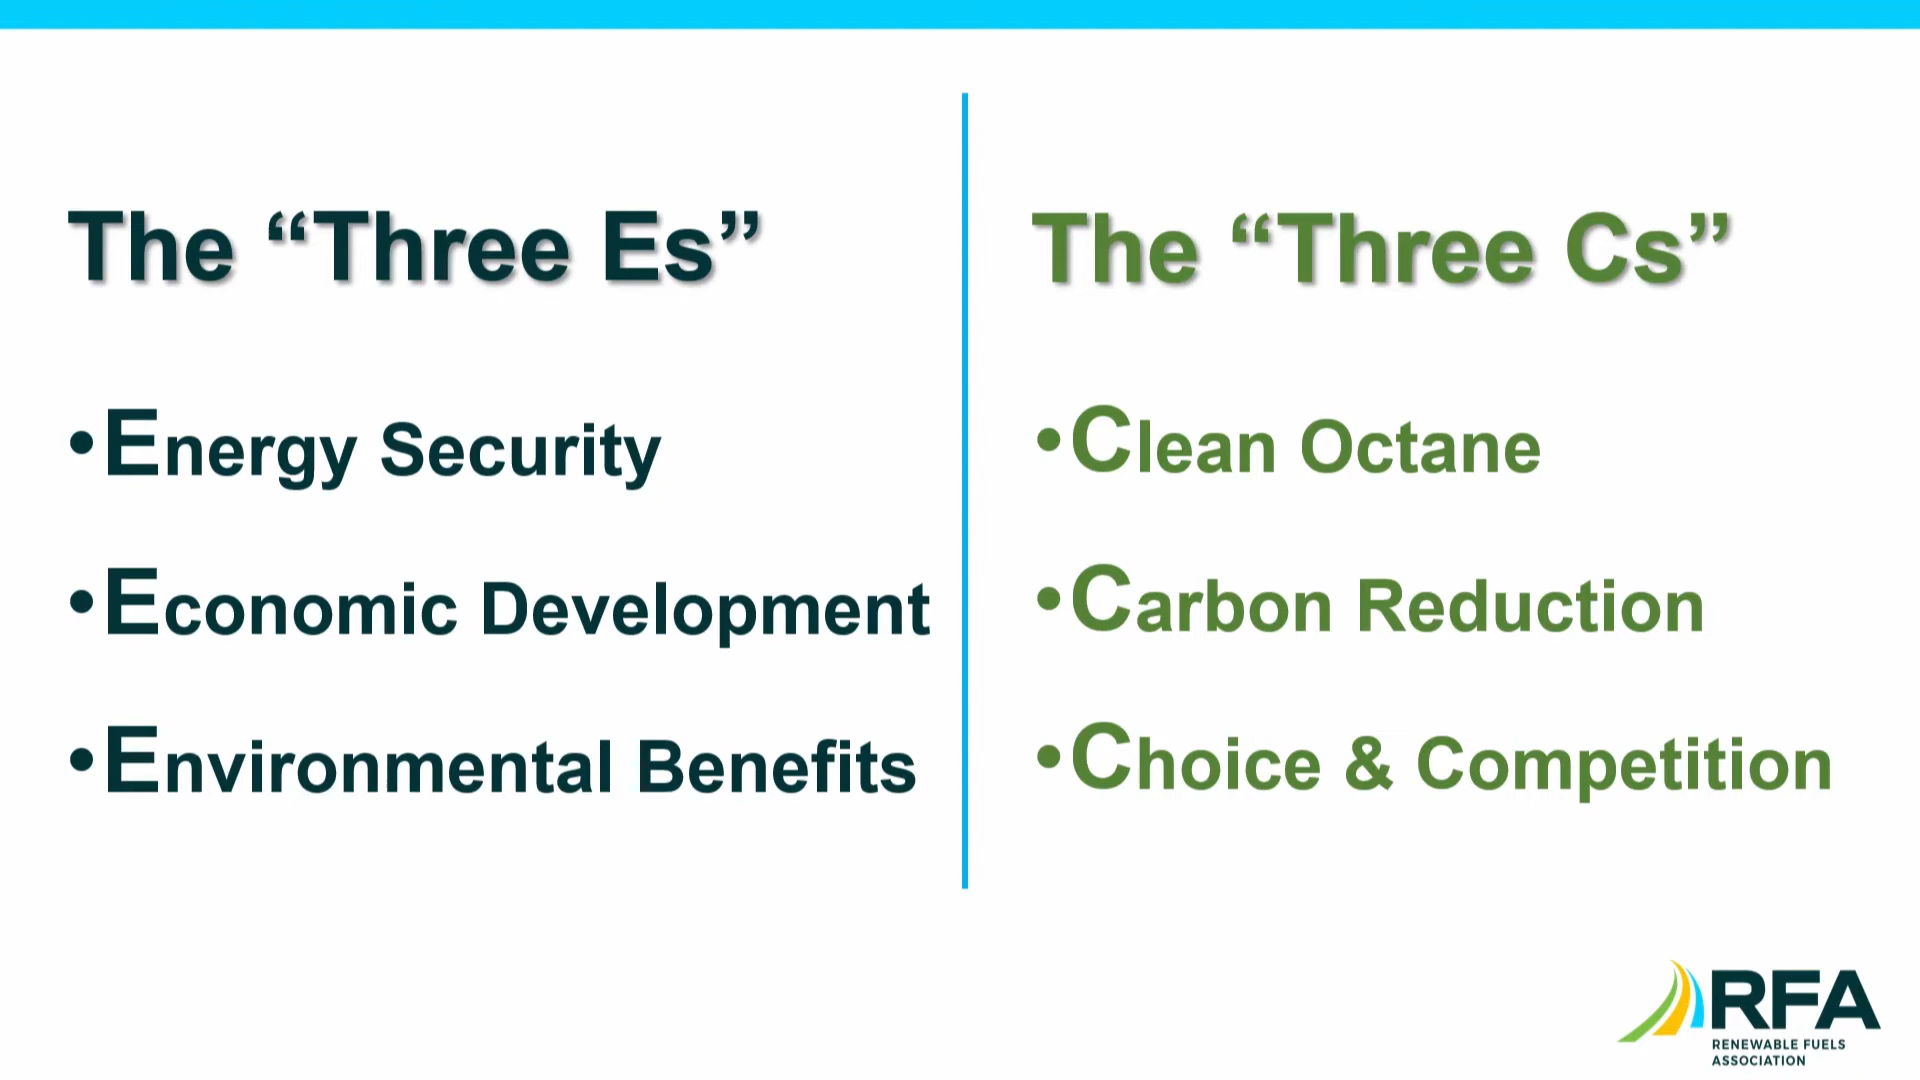 The “Three Es”
•Energy Security
•Economic Development
•Environmental Benefits
The “Three Cs”
•Clean Octane
•Carbon Reduction
•Choice & Competition
RFA
RENEWABLE FUELS
ASSOCIATION